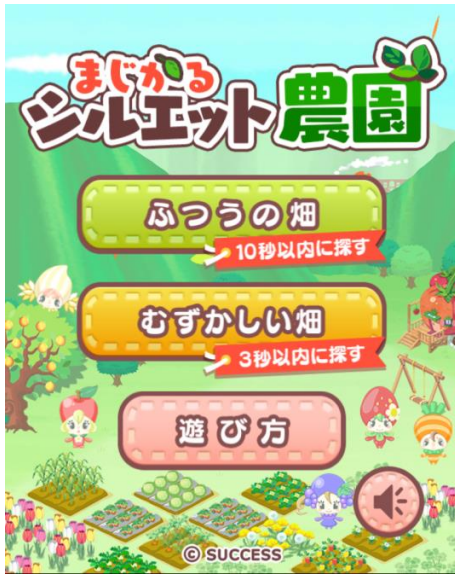 まじかる
シルエット農園
ふつうの畑
10秒以内に探す
むずかしい畑
3秒以内に探す
遊び方
© SUCCESS